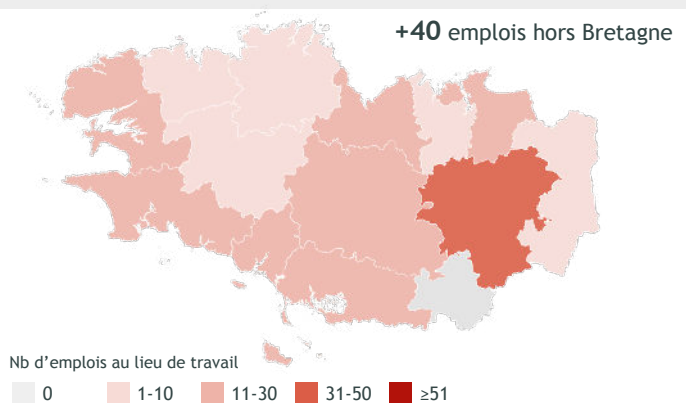 +40 emplois hors Bretagne
Nb d’emplois au lieu de travail
0 1-10 11-30 31-50 ≥51